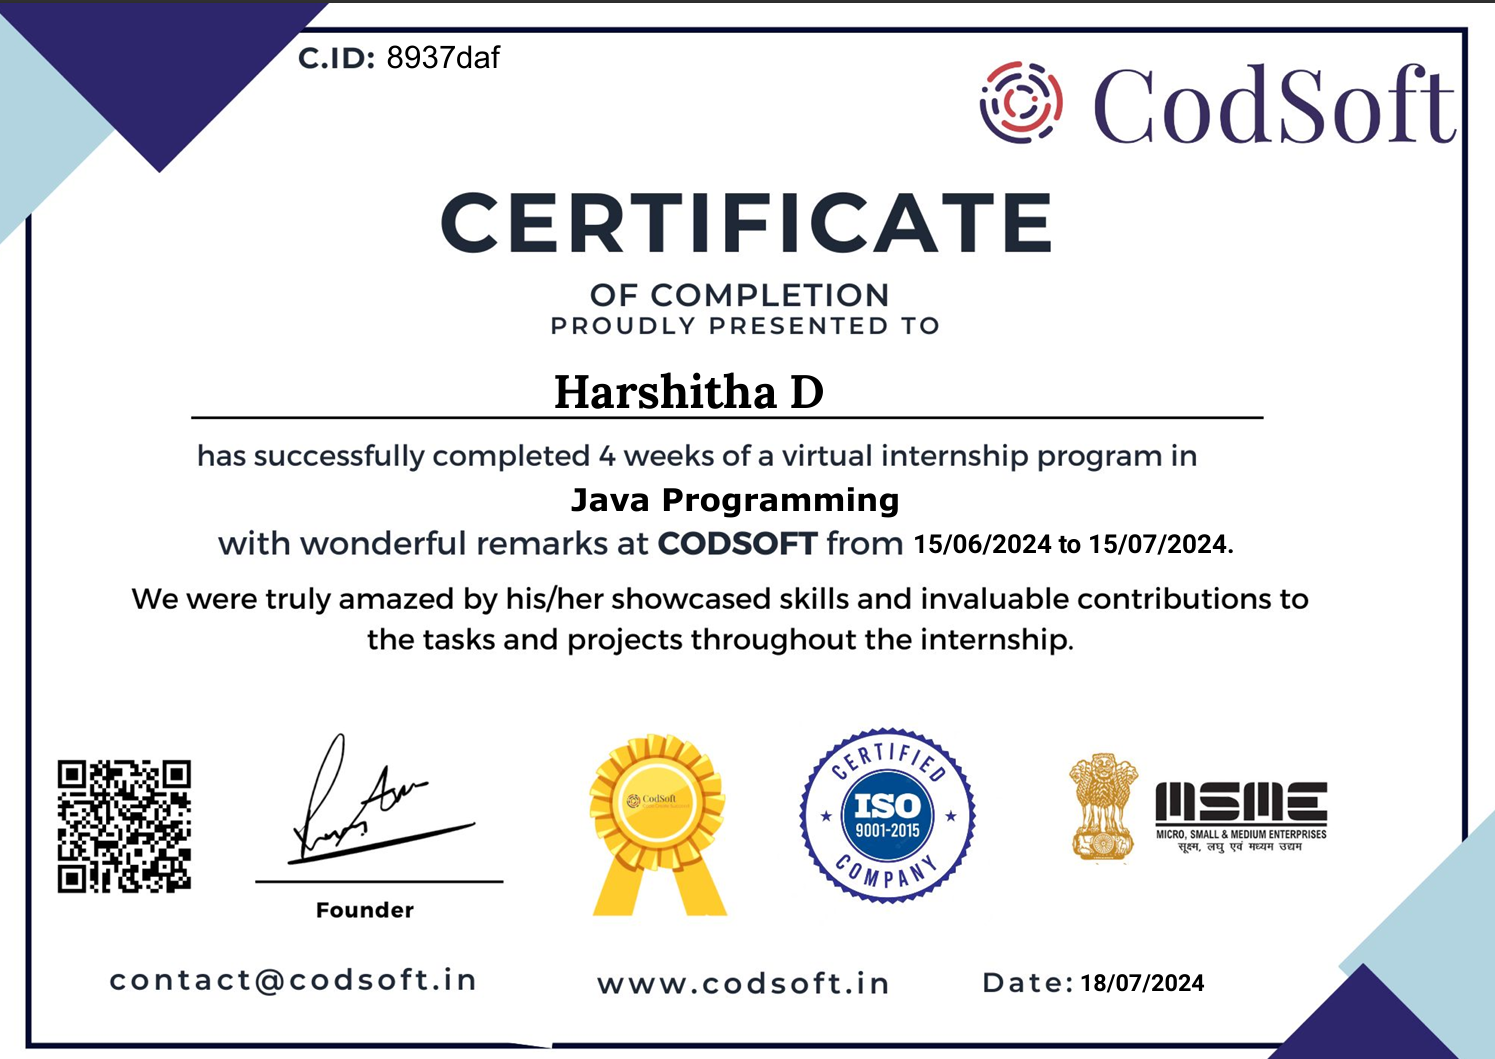 C.ID: 8937daf
CodSoft
CERTIFICATE
OF COMPLETION
PROUDLY PRESENTED TO
Harshitha D
has successfully completed 4 weeks of a virtual internship program in
Java Programming
with wonderful remarks at CODSOFT from 15/06/2024 to 15/07/2024.
We were truly amazed by his/her showcased skills and invaluable contributions to
the tasks and projects throughout the internship.
Founder
CodSoft
CERTIFIED
ISO
9001-2015
COMPANY
MSME
MICRO, SMALL & MEDIUM ENTERPRISES
सूक्ष्म, लघु एवं मध्यम उद्यम
contact@codsoft.in
www.codsoft.in
Date: 18/07/2024